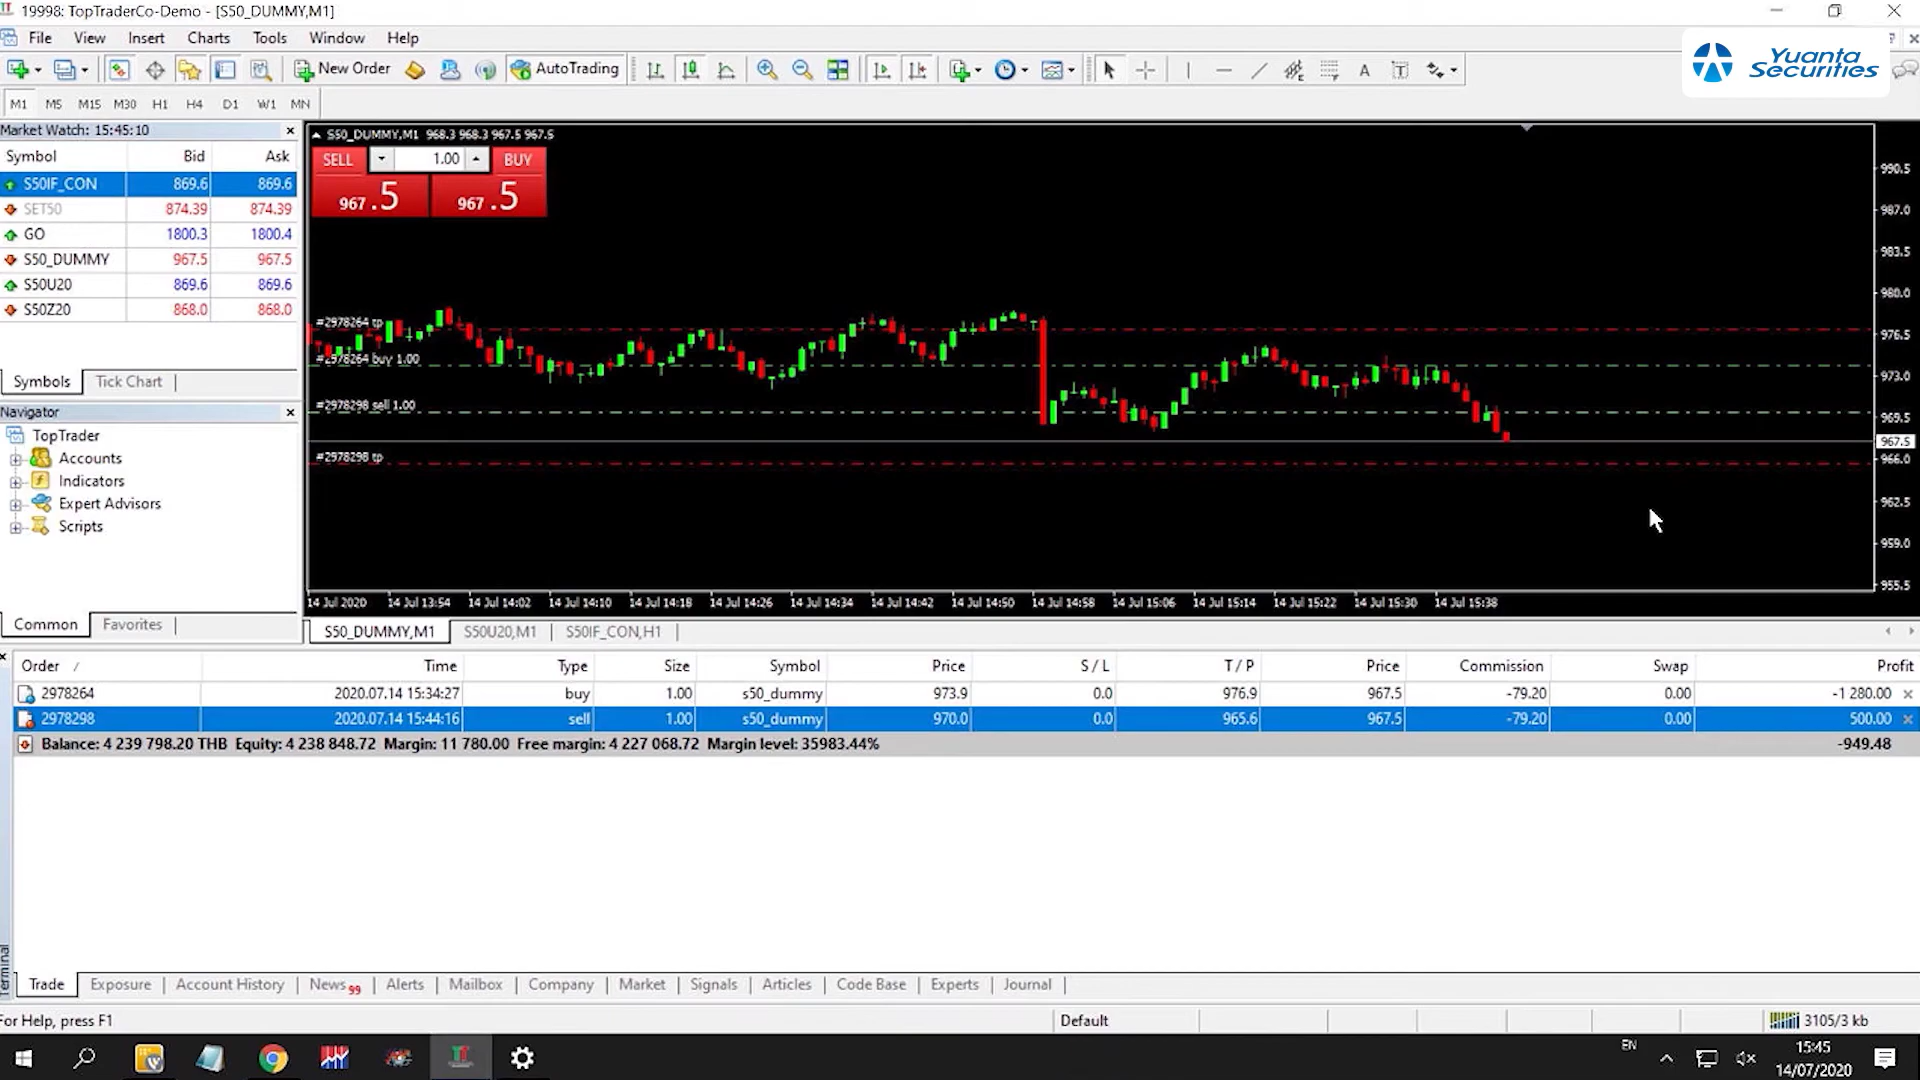 19998: TopTraderCo-Demo - [S50_DUMMY,M1]
File View Insert Charts Tools Window Help
Yuanta
Securities
New Order AutoTrading
M1 M5 M15 M30 H1 H4 D1 W1 MN
Market Watch: 15:45:10
Symbol Bid Ask
S50IF_CON 869.6 869.6
SET50 874.39 874.39
GO 1800.3 1800.4
S50_DUMMY 967.5 967.5
S50U20 869.6 869.6
S50Z20 868.0 868.0
Symbols Tick Chart
Navigator
TopTrader
Accounts
Indicators
Expert Advisors
Scripts
Common Favorites
S50_DUMMY,M1 968.3 968.3 967.5 967.5
SELL 1.00 BUY
967 .5 967 .5
#2978264 tp
#2978264 buy 1.00
#2978298 sell 1.00
#2978298 tp
990.5
987.0
983.5
980.0
976.5
973.0
969.5
967.5
966.0
962.5
959.0
955.5
14 Jul 2020 14 Jul 13:54 14 Jul 14:02 14 Jul 14:10 14 Jul 14:18 14 Jul 14:26 14 Jul 14:34 14 Jul 14:42 14 Jul 14:50 14 Jul 14:58 14 Jul 15:06 14 Jul 15:14 14 Jul 15:22 14 Jul 15:30 14 Jul 15:38
S50_DUMMY,M1 S50U20,M1 S50IF_CON,H1
Order / Time Type Size Symbol Price S / L T / P Price Commission Swap Profit
2978264 2020.07.14 15:34:27 buy 1.00 s50_dummy 973.9 0.0 976.9 967.5 -79.20 0.00 -1 280.00
2978298 2020.07.14 15:44:16 sell 1.00 s50_dummy 970.0 0.0 965.6 967.5 -79.20 0.00 500.00
Balance: 4 239 798.20 THB Equity: 4 238 848.72 Margin: 11 780.00 Free margin: 4 227 068.72 Margin level: 35983.44% -949.48
Terminal
Trade Exposure Account History News 99 Alerts Mailbox Company Market Signals Articles Code Base Experts Journal
For Help, press F1 Default 3105/3 kb
EN
15:45
14/07/2020